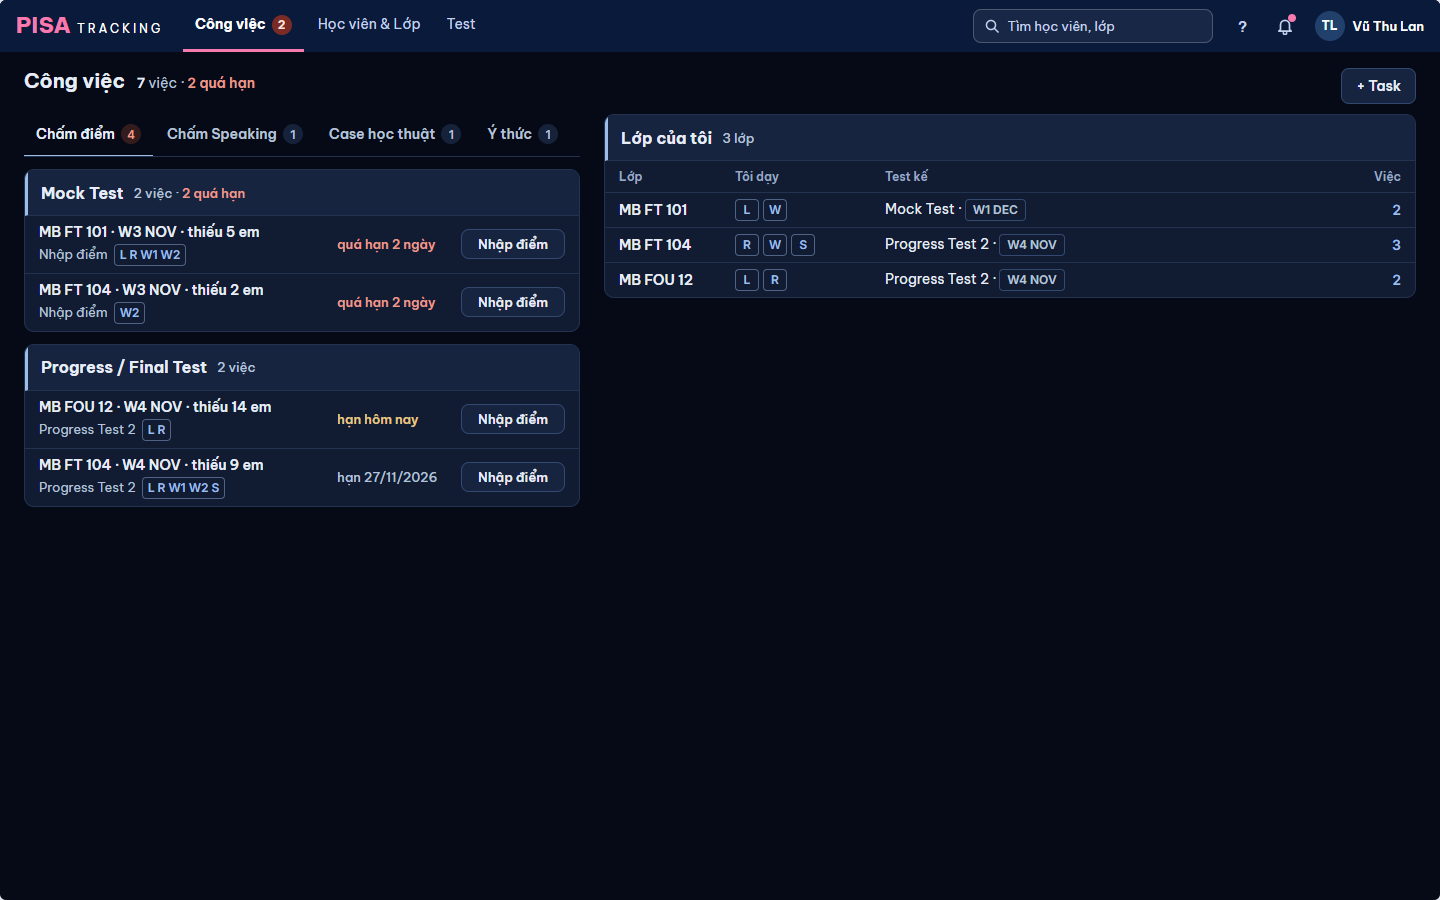 PISA TRACKING
Công việc 2
Học viên & Lớp
Test
Tìm học viên, lớp
?
TL
Vũ Thu Lan
Công việc 7 việc · 2 quá hạn
+ Task
Chấm điểm 4
Chấm Speaking 1
Case học thuật 1
Ý thức 1
Mock Test 2 việc · 2 quá hạn
MB FT 101 · W3 NOV · thiếu 5 em
Nhập điểm L R W1 W2
quá hạn 2 ngày
Nhập điểm
MB FT 104 · W3 NOV · thiếu 2 em
Nhập điểm W2
quá hạn 2 ngày
Nhập điểm
Progress / Final Test 2 việc
MB FOU 12 · W4 NOV · thiếu 14 em
Progress Test 2 L R
hạn hôm nay
Nhập điểm
MB FT 104 · W4 NOV · thiếu 9 em
Progress Test 2 L R W1 W2 S
hạn 27/11/2026
Nhập điểm
Lớp của tôi 3 lớp
Lớp Tôi dạy Test kế Việc
MB FT 101 L W Mock Test · W1 DEC 2
MB FT 104 R W S Progress Test 2 · W4 NOV 3
MB FOU 12 L R Progress Test 2 · W4 NOV 2